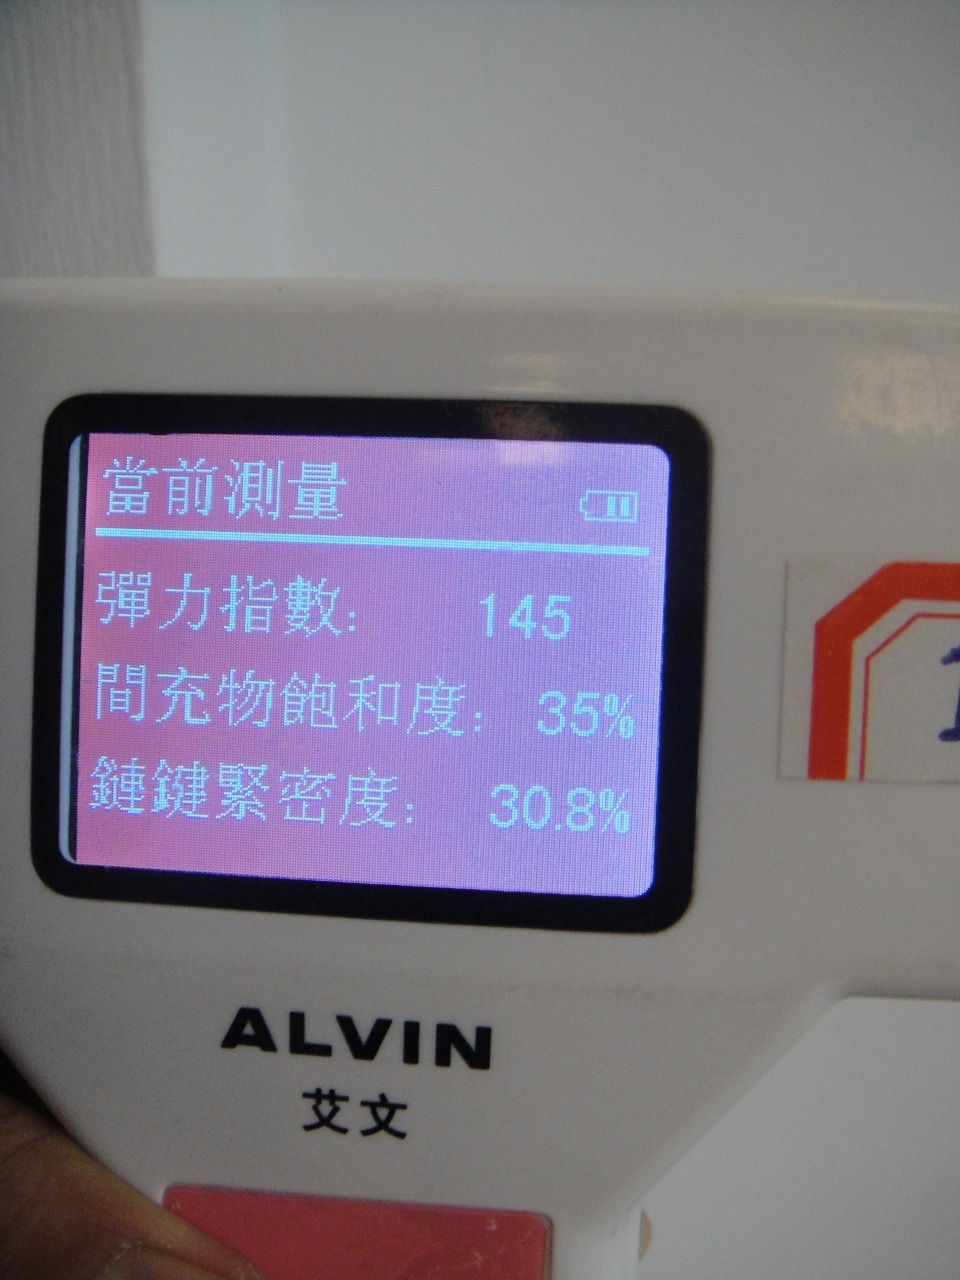 當前測量
彈力指數: 145
間充物飽和度: 35%
鏈鍵緊密度: 30.8%
ALVIN
艾文